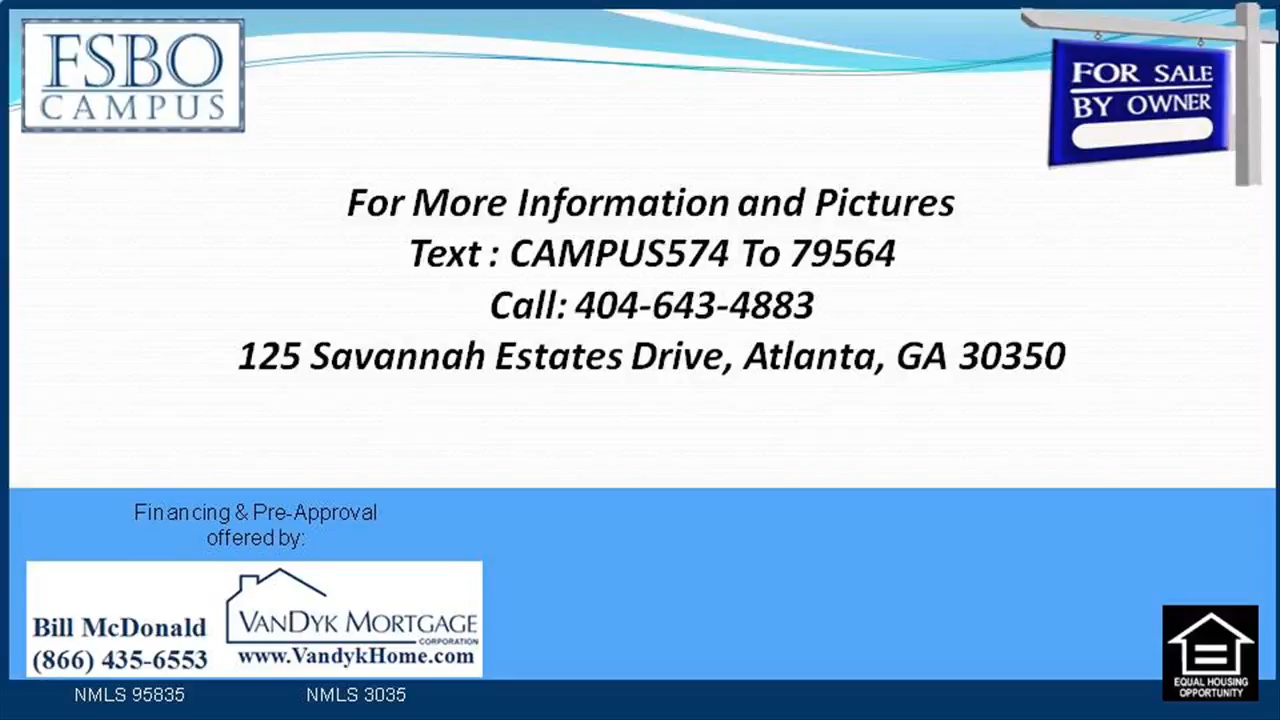 FSBO
CAMPUS
FOR SALE
BY OWNER
For More Information and Pictures
Text : CAMPUS574 To 79564
Call: 404-643-4883
125 Savannah Estates Drive, Atlanta, GA 30350
Financing & Pre-Approval
offered by:
Bill McDonald
(866) 435-6553
VANDYK MORTGAGE
CORPORATION
www.VandykHome.com
NMLS 95835
NMLS 3035
EQUAL HOUSING
OPPORTUNITY